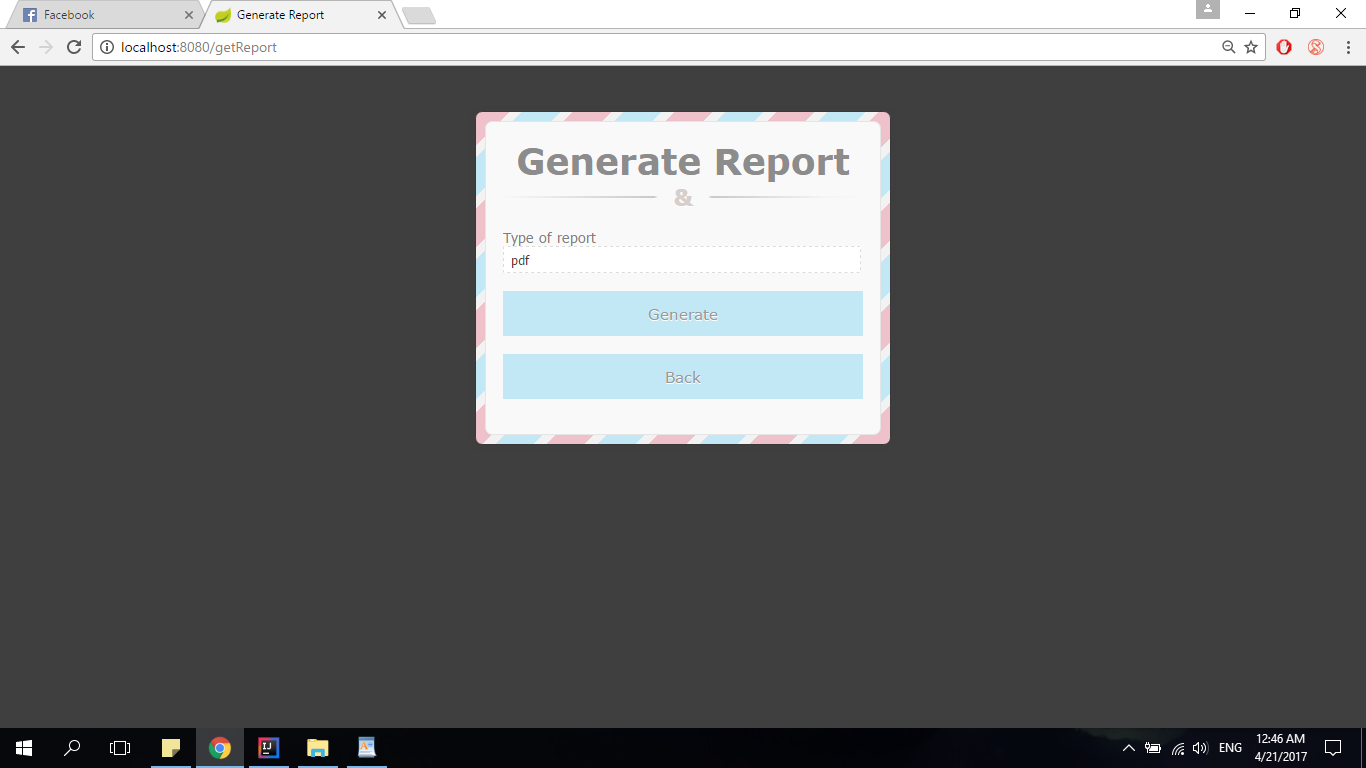 Facebook
Generate Report
localhost:8080/getReport
Generate Report
&
Type of report
pdf
Generate
Back
ENG
12:46 AM
4/21/2017